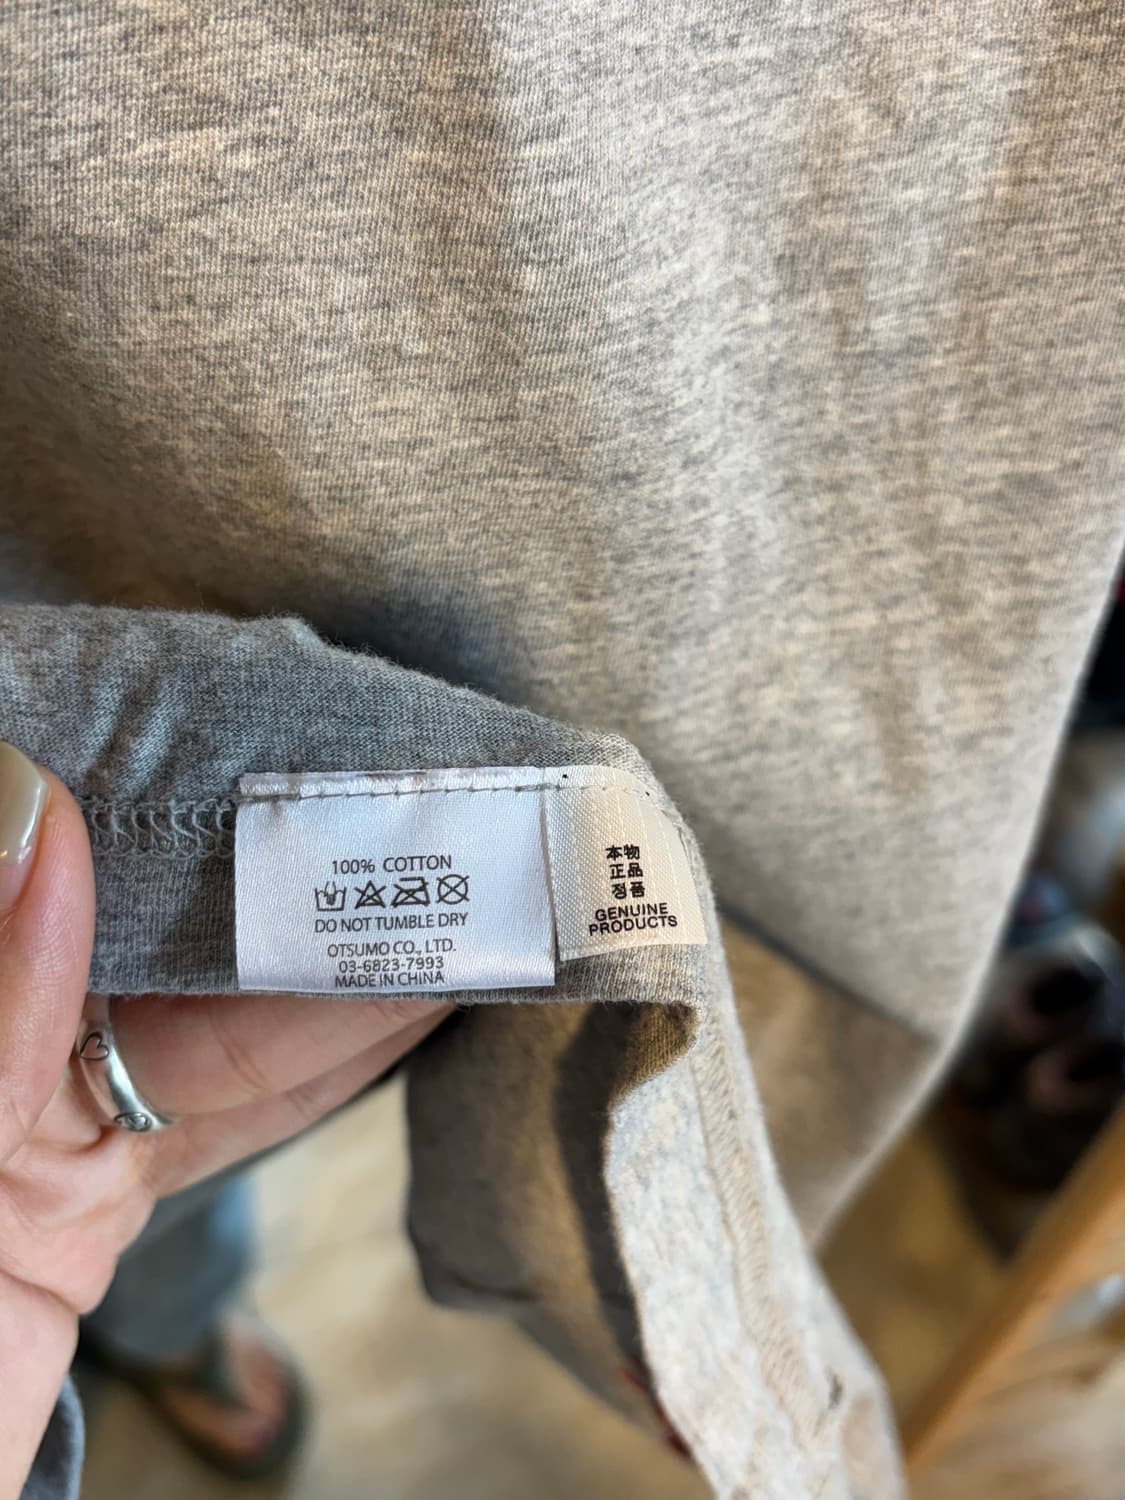 100% COTTON
DO NOT TUMBLE DRY
OTSUMO CO., LTD.
03-6823-7993
MADE IN CHINA
本物
正品
정품
GENUINE
PRODUCTS